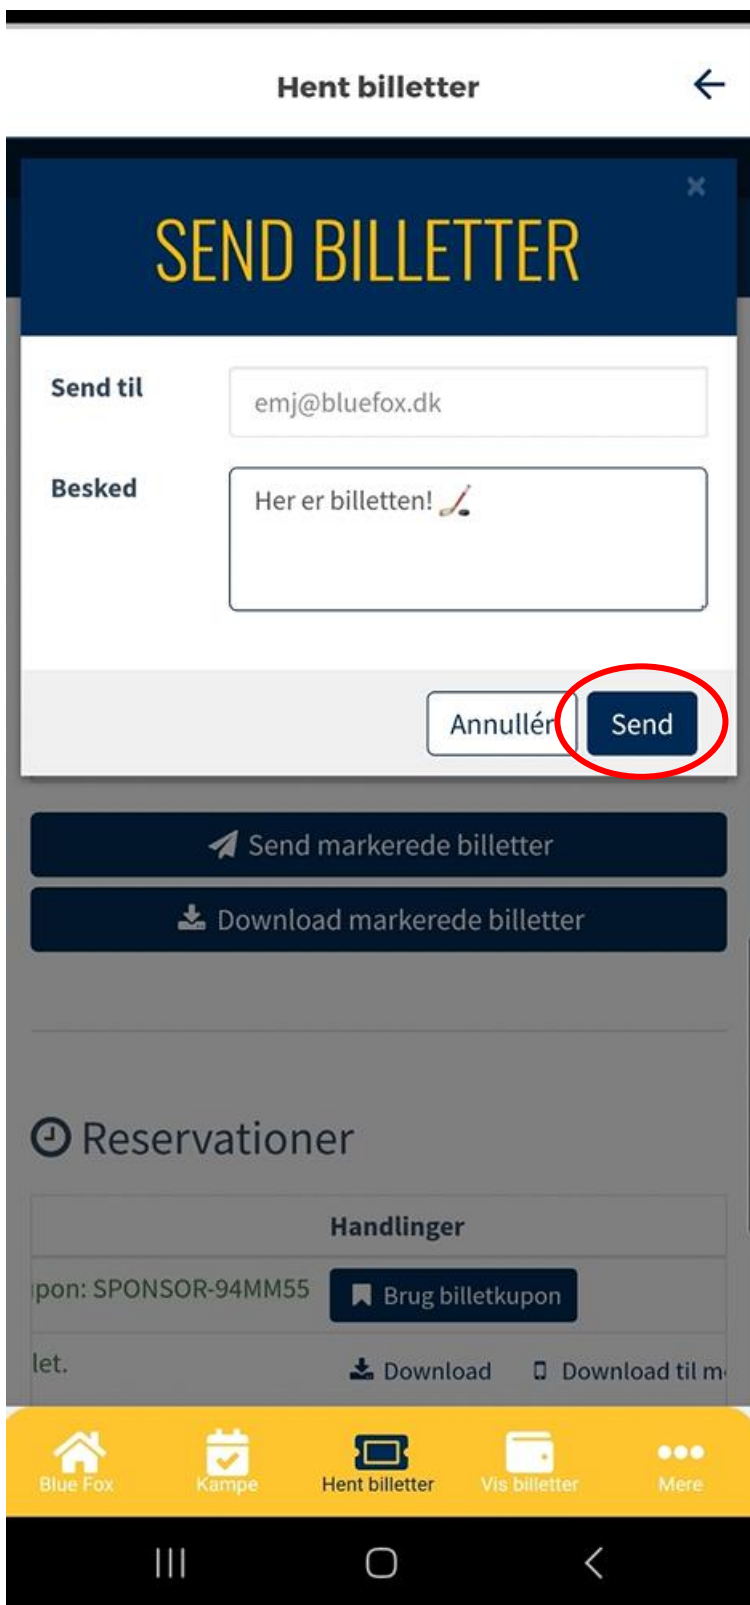 Hent billetter
SEND BILLETTER
Send til
emj@bluefox.dk
Besked
Her er billetten!
Annullér
Send
Send markerede billetter
Download markerede billetter
Reservationer
Handlinger
pon: SPONSOR-94MM55
Brug billetkupon
let.
Download
Download til m
Blue Fox
Kampe
Hent billetter
Vis billetter
Mere